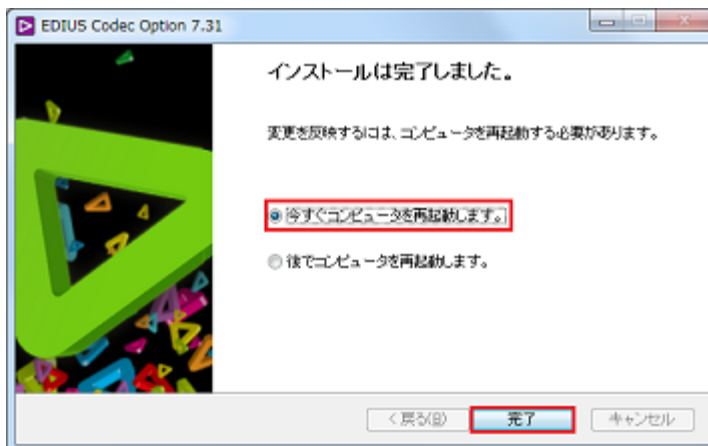 EDIUS Codec Option 7.31
インストールは完了しました。
変更を反映するには、コンピュータを再起動する必要があります。
今すぐコンピュータを再起動します。
後でコンピュータを再起動します。
< 戻る(B)
完了
キャンセル